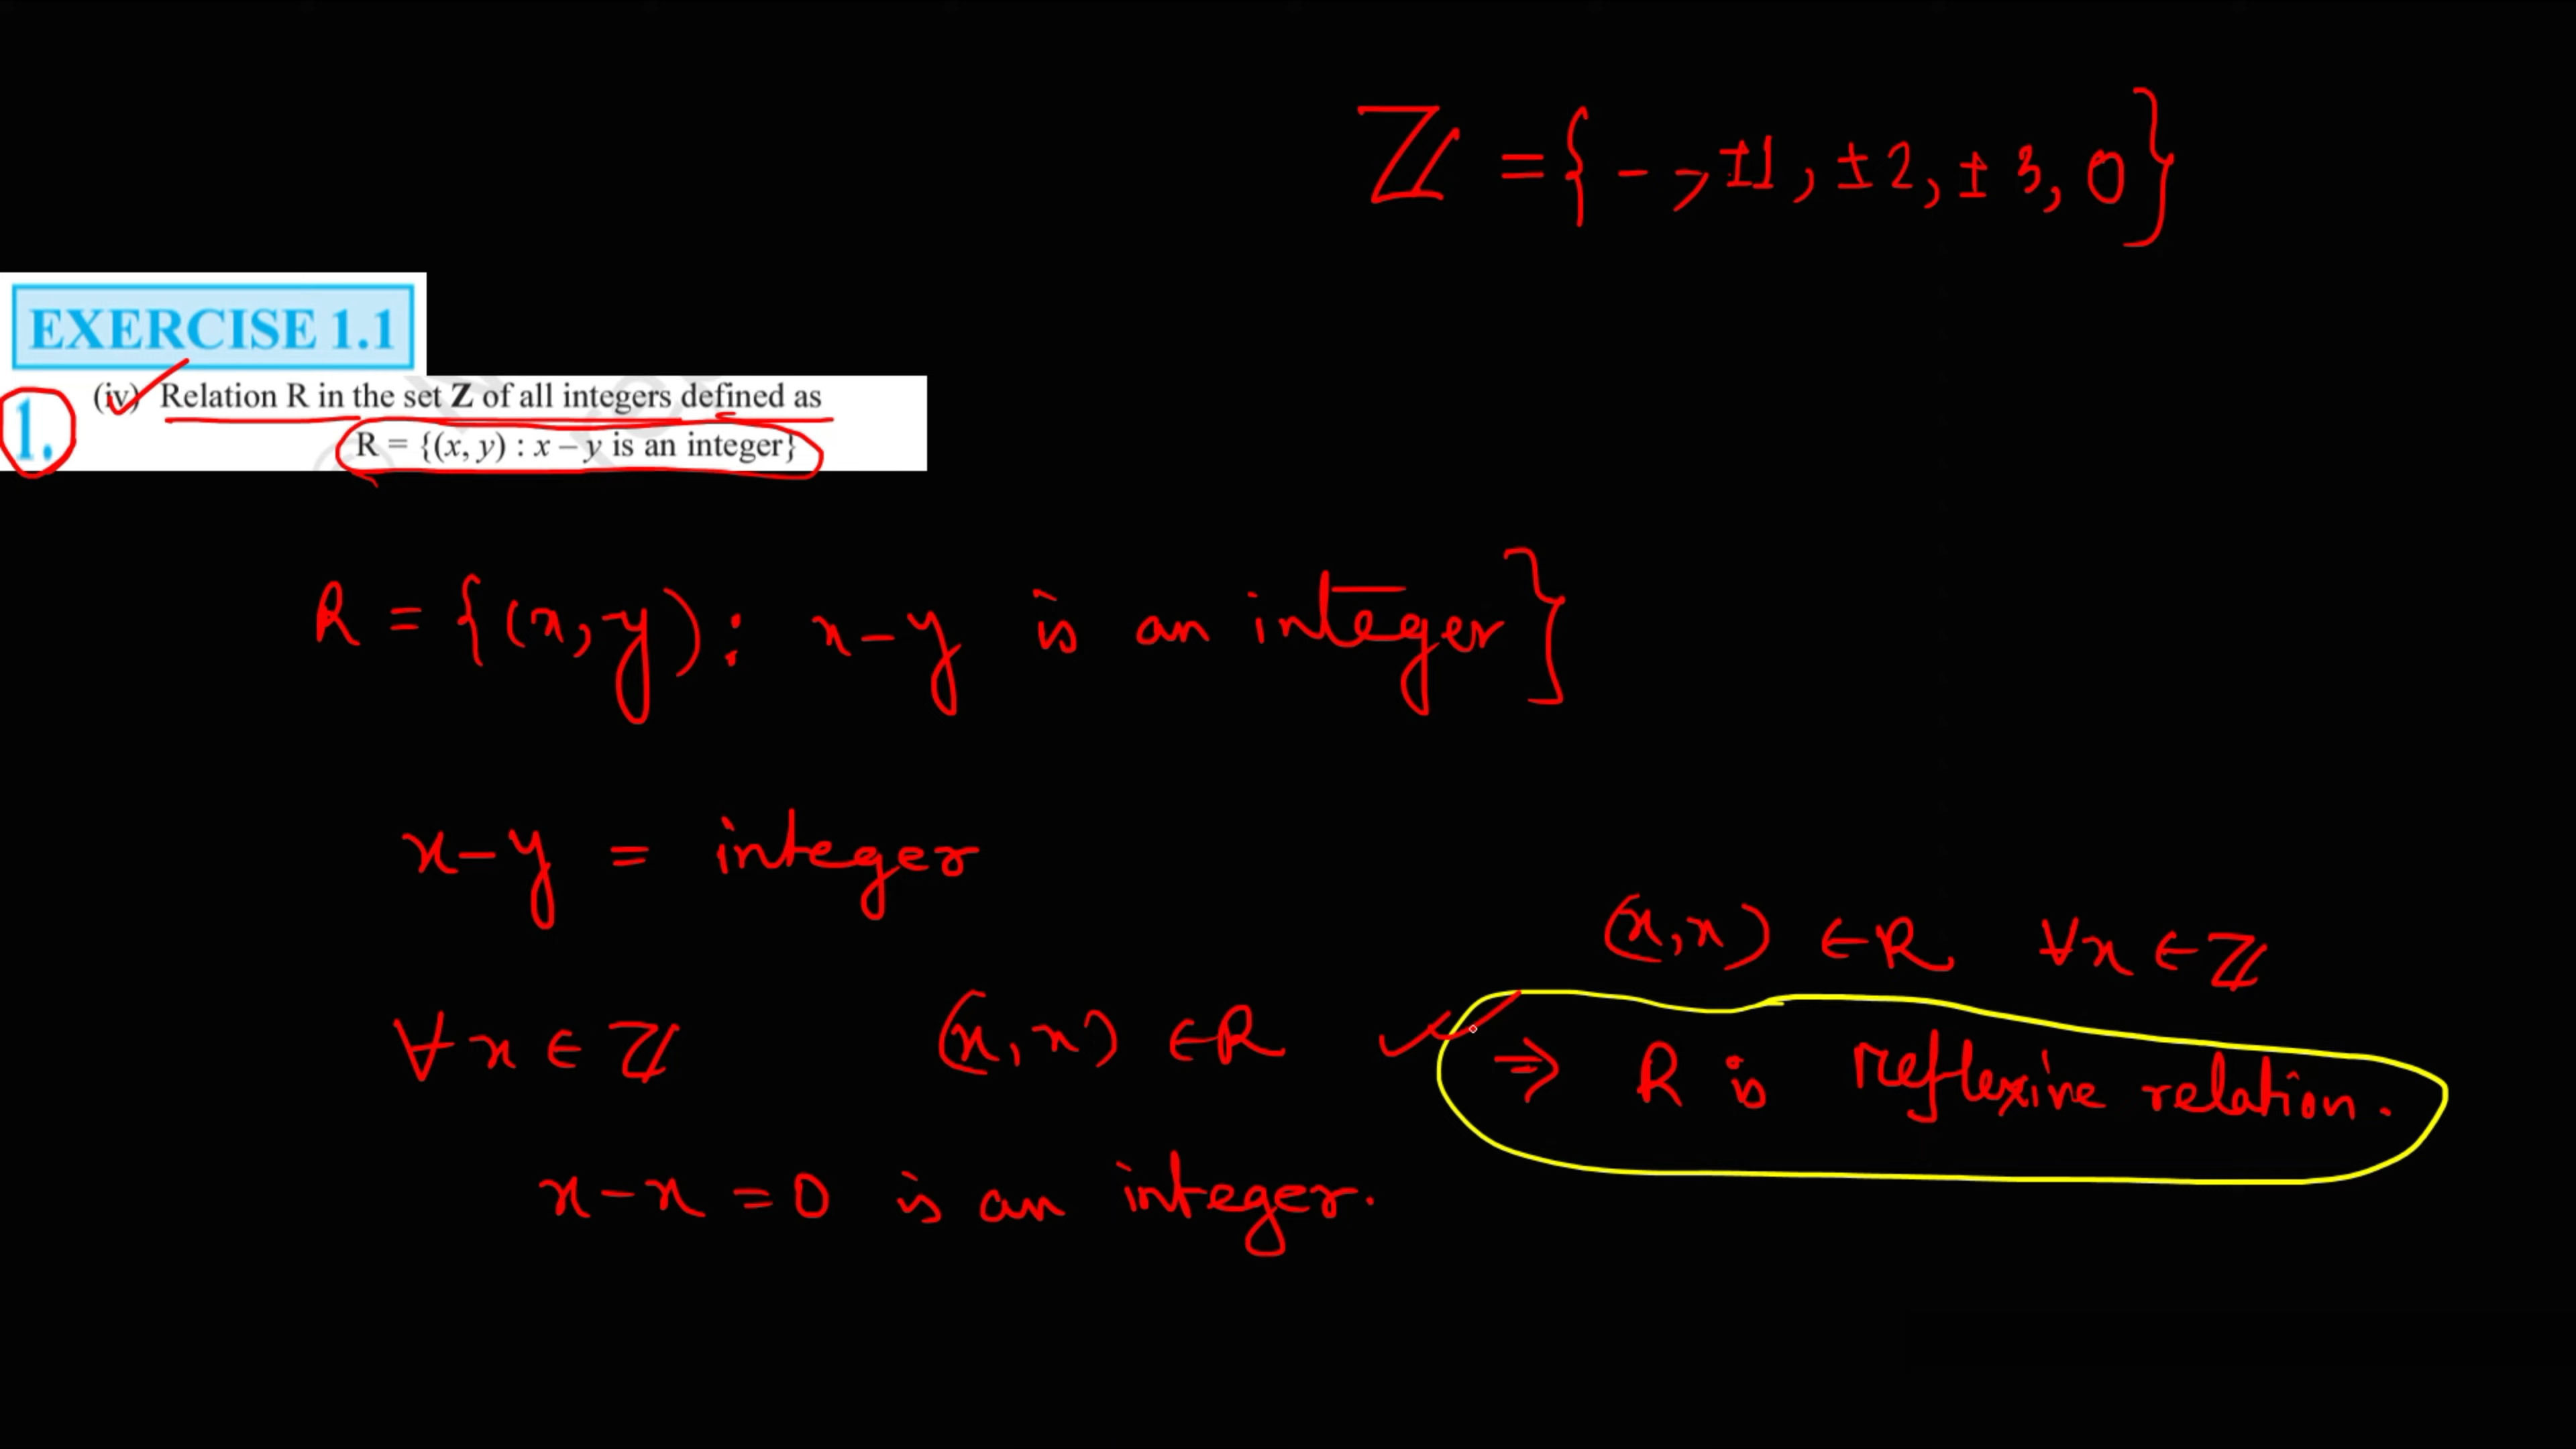 ℤ = { - -, ±1, ±2, ±3, 0}
EXERCISE 1.1
1. (iv) Relation R in the set Z of all integers defined as
R = {(x, y) : x – y is an integer}
R = {(x, y) : x - y is an integer}
x - y = integer
(x, x) ∈ R ∀ x ∈ ℤ
∀ x ∈ ℤ (x, x) ∈ R ✓
⇒ R is reflexive relation.
x - x = 0 is an integer.